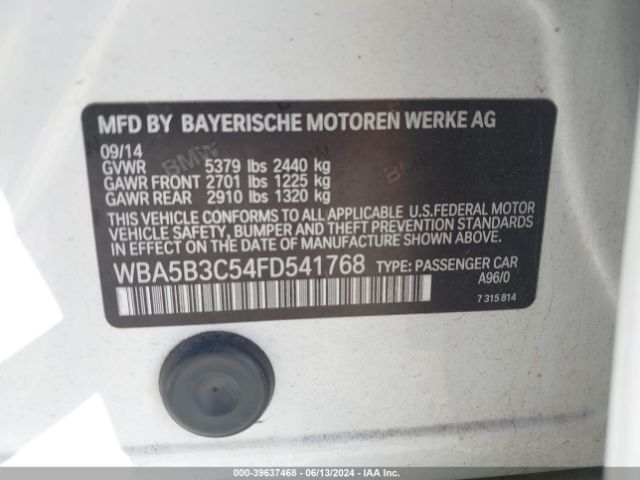 MFD BY BAYERISCHE MOTOREN WERKE AG
09/14
GVWR 5379 lbs 2440 kg
GAWR FRONT 2701 lbs 1225 kg
GAWR REAR 2910 lbs 1320 kg
THIS VEHICLE CONFORMS TO ALL APPLICABLE U.S.FEDERAL MOTOR
VEHICLE SAFETY, BUMPER AND THEFT PREVENTION STANDARDS
IN EFFECT ON THE DATE OF MANUFACTURE SHOWN ABOVE.
WBA5B3C54FD541768 TYPE: PASSENGER CAR
A96/0
7 315 814
000-39637468 - 06/13/2024 - IAA Inc.